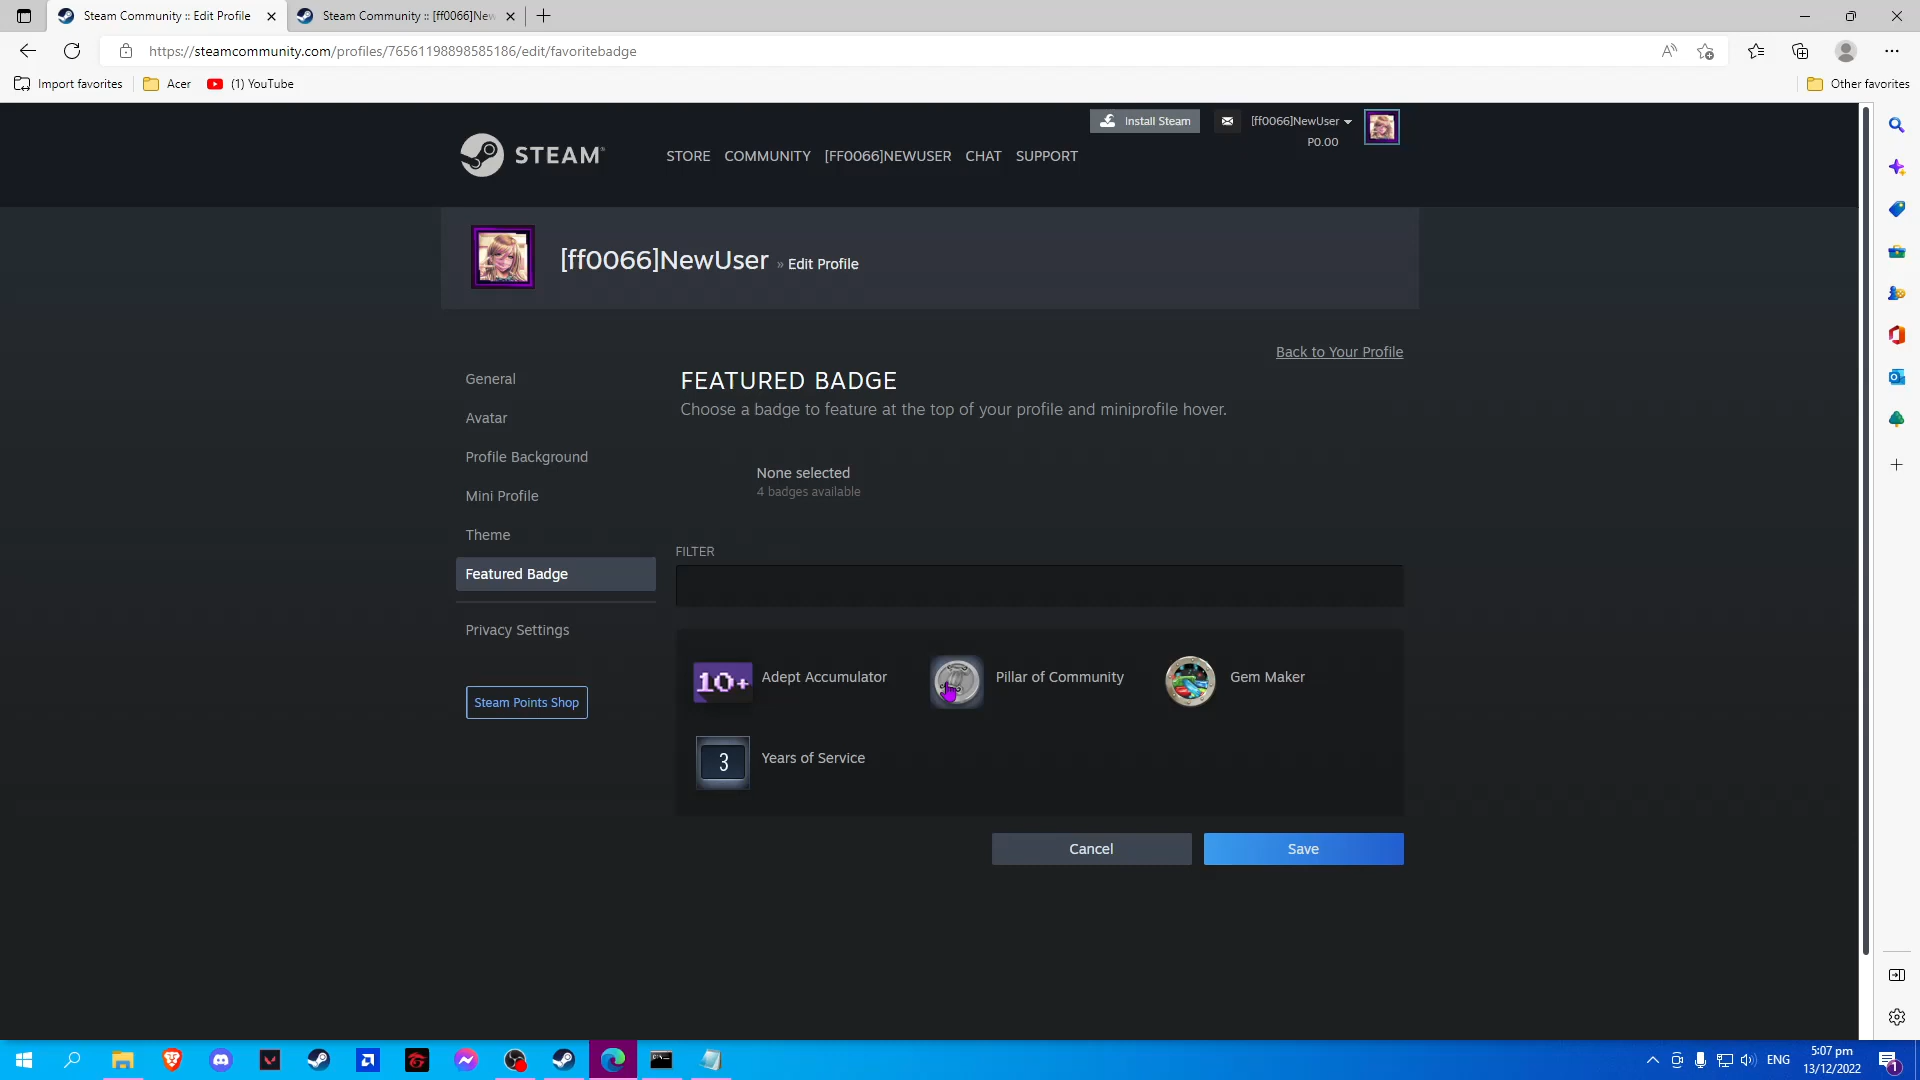 Steam Community :: Edit Profile
Steam Community :: [ff0066]New
https://steamcommunity.com/profiles/76561198898585186/edit/favoritebadge
Import favorites
Acer
(1) YouTube
Other favorites
Install Steam
[ff0066]NewUser
P0.00
STEAM
STORE
COMMUNITY
[FF0066]NEWUSER
CHAT
SUPPORT
[ff0066]NewUser » Edit Profile
Back to Your Profile
General
Avatar
Profile Background
Mini Profile
Theme
Featured Badge
Privacy Settings
Steam Points Shop
FEATURED BADGE
Choose a badge to feature at the top of your profile and miniprofile hover.
None selected
4 badges available
FILTER
10+
Adept Accumulator
Pillar of Community
Gem Maker
3
Years of Service
Cancel
Save
ENG
5:07 pm
13/12/2022
1